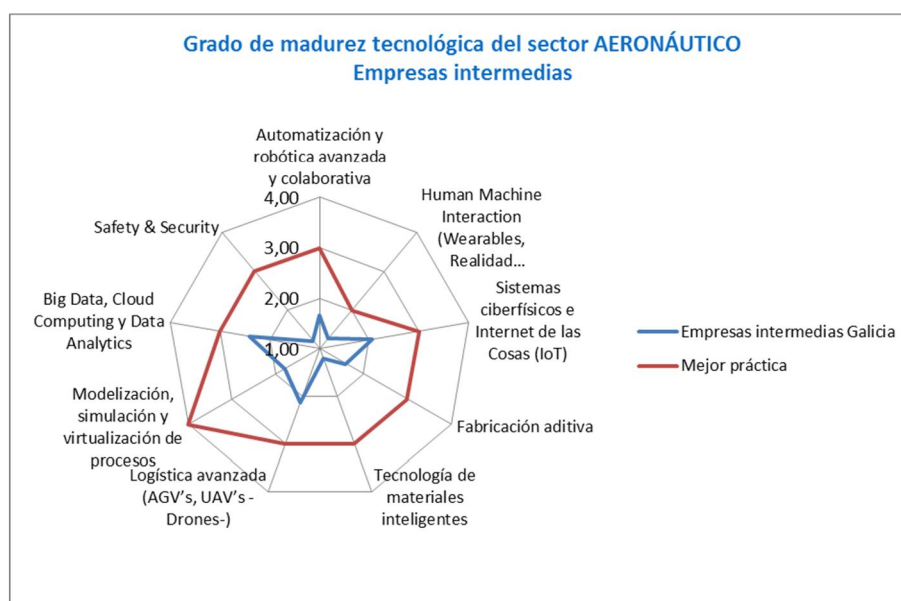 Grado de madurez tecnológica del sector AERONÁUTICO
Empresas intermedias
Automatización y
robótica avanzada
y colaborativa
4,00
3,00
2,00
1,00
Human Machine
Interaction
(Wearables,
Realidad...
Sistemas
ciberfísicos e
Internet de las
Cosas (IoT)
Fabricación aditiva
Tecnología de
materiales
inteligentes
Logística avanzada
(AGV's, UAV's -
Drones-)
Modelización,
simulación y
virtualización de
procesos
Big Data, Cloud
Computing y Data
Analytics
Safety & Security
Empresas intermedias Galicia
Mejor práctica